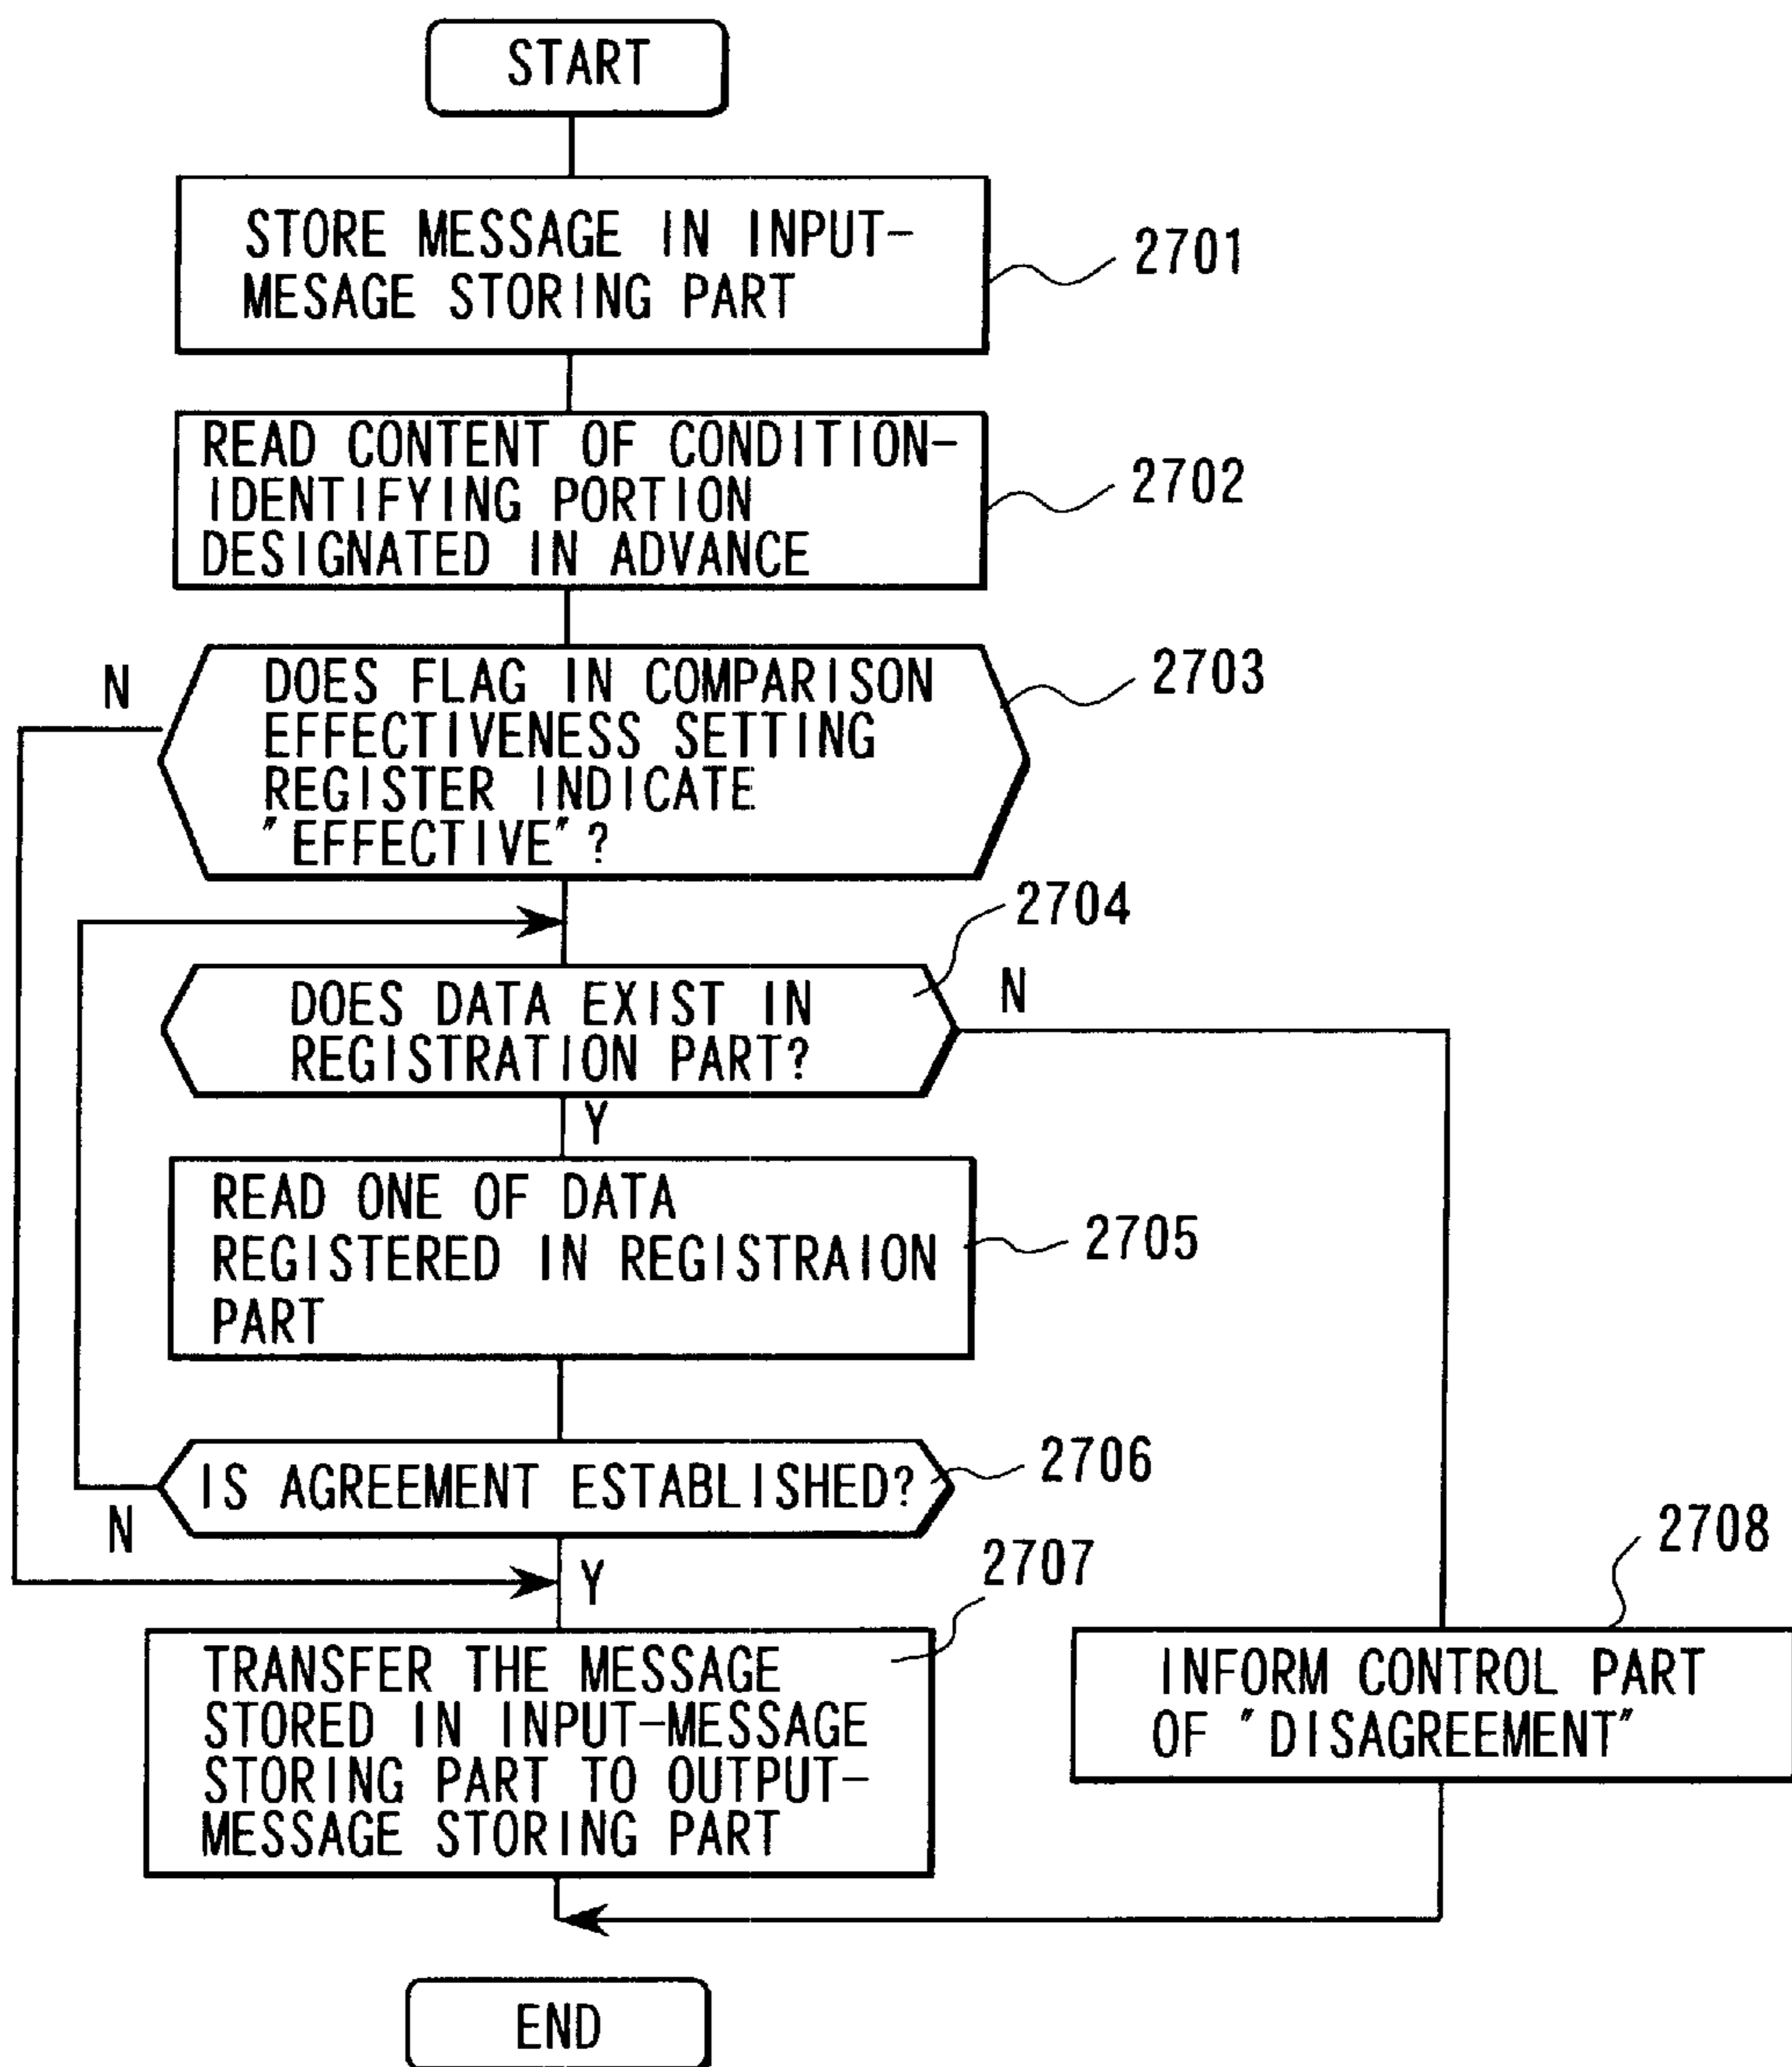 START
STORE MESSAGE IN INPUT-
MESAGE STORING PART
2701
READ CONTENT OF CONDITION-
IDENTIFYING PORTION
DESIGNATED IN ADVANCE
2702
N
DOES FLAG IN COMPARISON
EFFECTIVENESS SETTING
REGISTER INDICATE
"EFFECTIVE"?
2703
2704
DOES DATA EXIST IN
REGISTRATION PART?
N
Y
READ ONE OF DATA
REGISTERED IN REGISTRAION
PART
2705
IS AGREEMENT ESTABLISHED?
2706
N
Y
2707
2708
TRANSFER THE MESSAGE
STORED IN INPUT-MESSAGE
STORING PART TO OUTPUT-
MESSAGE STORING PART
INFORM CONTROL PART
OF "DISAGREEMENT"
END